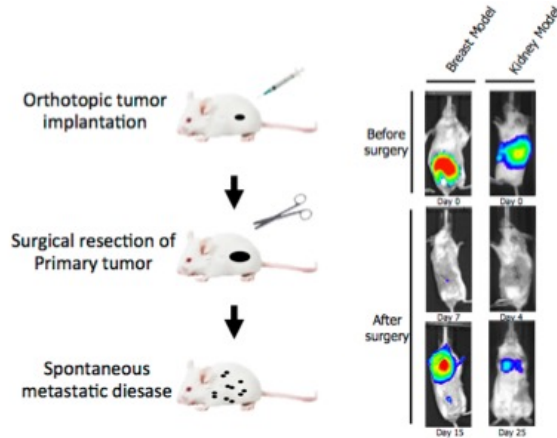 Orthotopic tumor
implantation
Surgical resection of
Primary tumor
Spontaneous
metastatic diesase
Breast Model
Kidney Model
Before
surgery
Day 0
Day 0
After
surgery
Day 7
Day 4
Day 15
Day 25